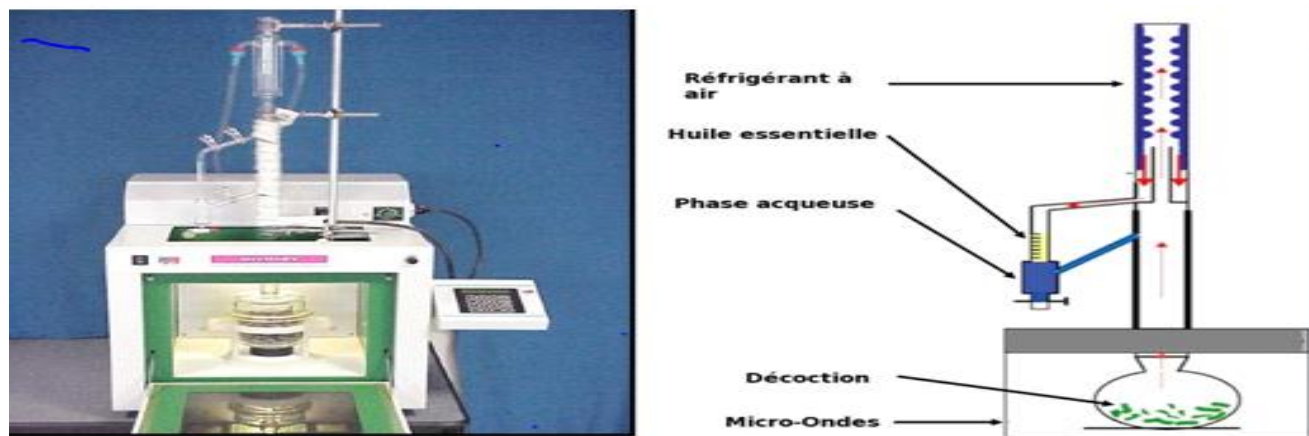 Réfrigérant à
air
Huile essentielle
Phase acqueuse
Décoction
Micro-Ondes